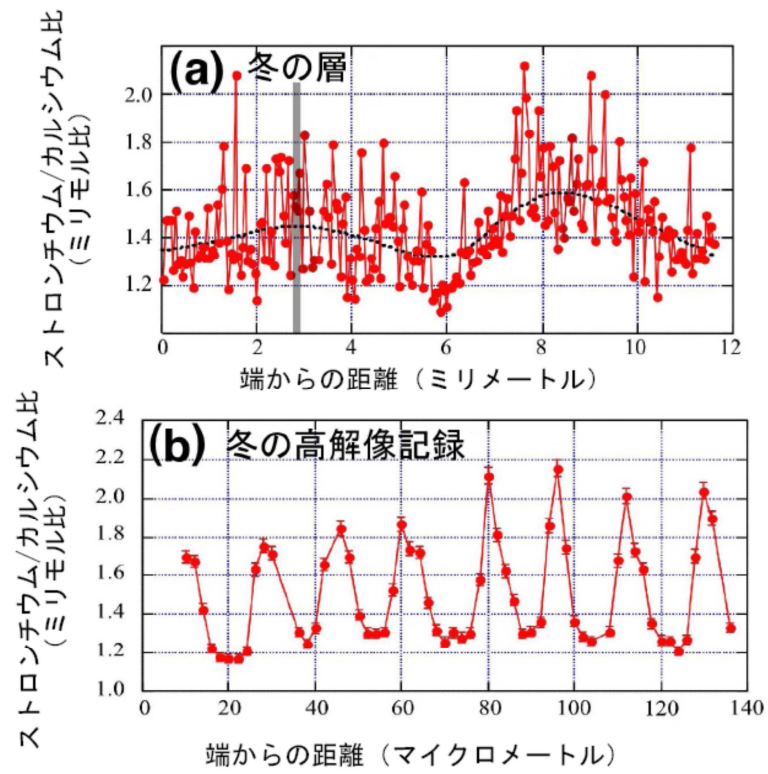 (a) 冬の層
ストロンチウム/カルシウム比
（ミリモル比）
2.0
1.8
1.6
1.4
1.2
0 2 4 6 8 10 12
端からの距離（ミリメートル）
(b) 冬の高解像記録
ストロンチウム/カルシウム比
（ミリモル比）
2.4
2.2
2.0
1.8
1.6
1.4
1.2
1.0
0 20 40 60 80 100 120 140
端からの距離（マイクロメートル）